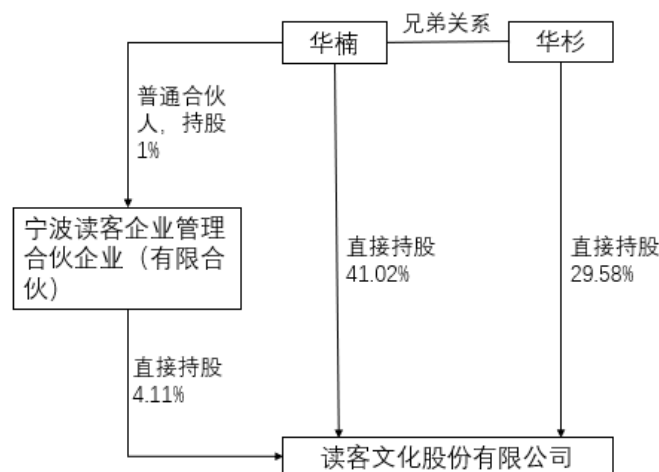 兄弟关系
华楠
华杉
普通合伙
人，持股
1%
宁波读客企业管理
合伙企业（有限合
伙）
直接持股
41.02%
直接持股
29.58%
直接持股
4.11%
读客文化股份有限公司